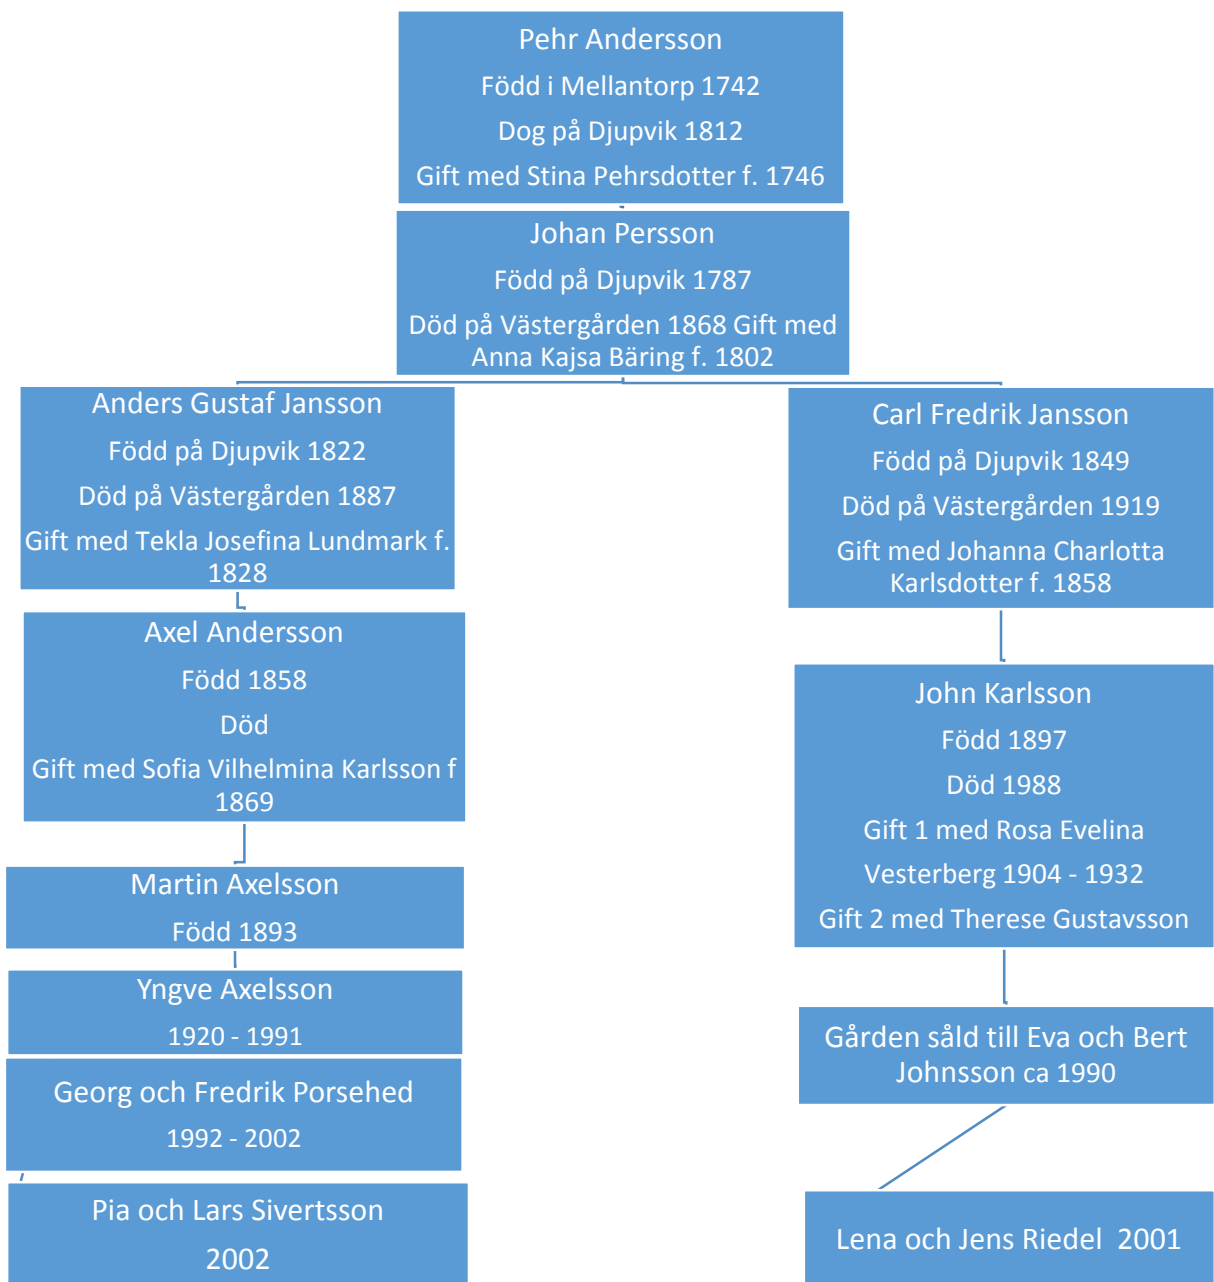 Pehr Andersson
Född i Mellantorp 1742
Dog på Djupvik 1812
Gift med Stina Pehrsdotter f. 1746
Johan Persson
Född på Djupvik 1787
Död på Västergården 1868 Gift med
Anna Kajsa Bäring f. 1802
Anders Gustaf Jansson
Född på Djupvik 1822
Död på Västergården 1887
Gift med Tekla Josefina Lundmark f.
1828
Carl Fredrik Jansson
Född på Djupvik 1849
Död på Västergården 1919
Gift med Johanna Charlotta
Karlsdotter f. 1858
Axel Andersson
Född 1858
Död
Gift med Sofia Vilhelmina Karlsson f
1869
John Karlsson
Född 1897
Död 1988
Gift 1 med Rosa Evelina
Vesterberg 1904 - 1932
Gift 2 med Therese Gustavsson
Martin Axelsson
Född 1893
Yngve Axelsson
1920 - 1991
Gården såld till Eva och Bert
Johnsson ca 1990
Georg och Fredrik Porsehed
1992 - 2002
Pia och Lars Sivertsson
2002
Lena och Jens Riedel 2001